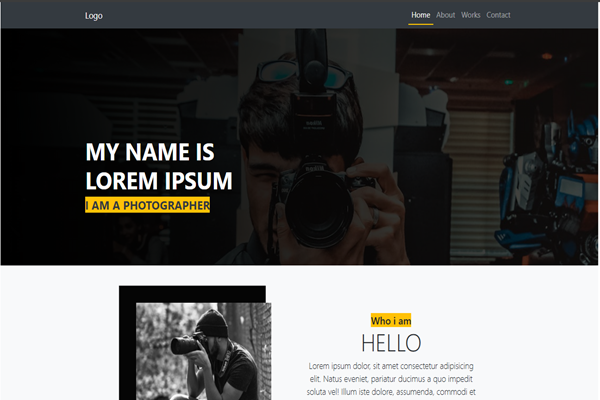 Logo
Home About Works Contact
MY NAME IS
LOREM IPSUM
I AM A PHOTOGRAPHER
Who i am
HELLO
Lorem ipsum dolor, sit amet consectetur adipisicing
elit. Natus eveniet, pariatur ducimus a quo impedit
soluta vel! Illum iste dolore, assumenda, commodi et